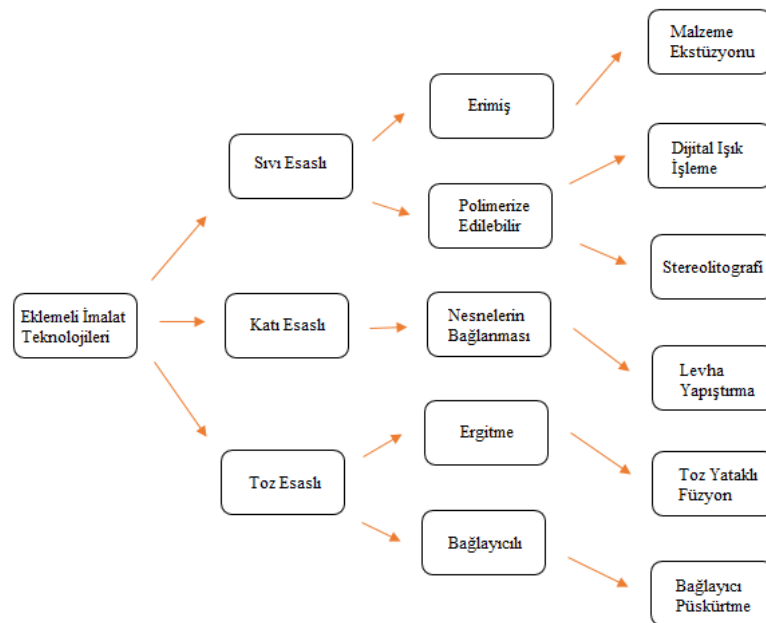 Malzeme
Ekstüzyonu
Erimiş
Sıvı Esaslı
Dijital Işık
İşleme
Polimerize
Edilebilir
Stereolitografi
Eklemeli İmalat
Teknolojileri
Katı Esaslı
Nesnelerin
Bağlanması
Levha
Yapıştırma
Ergitme
Toz Esaslı
Toz Yataklı
Füzyon
Bağlayıcılı
Bağlayıcı
Püskürtme